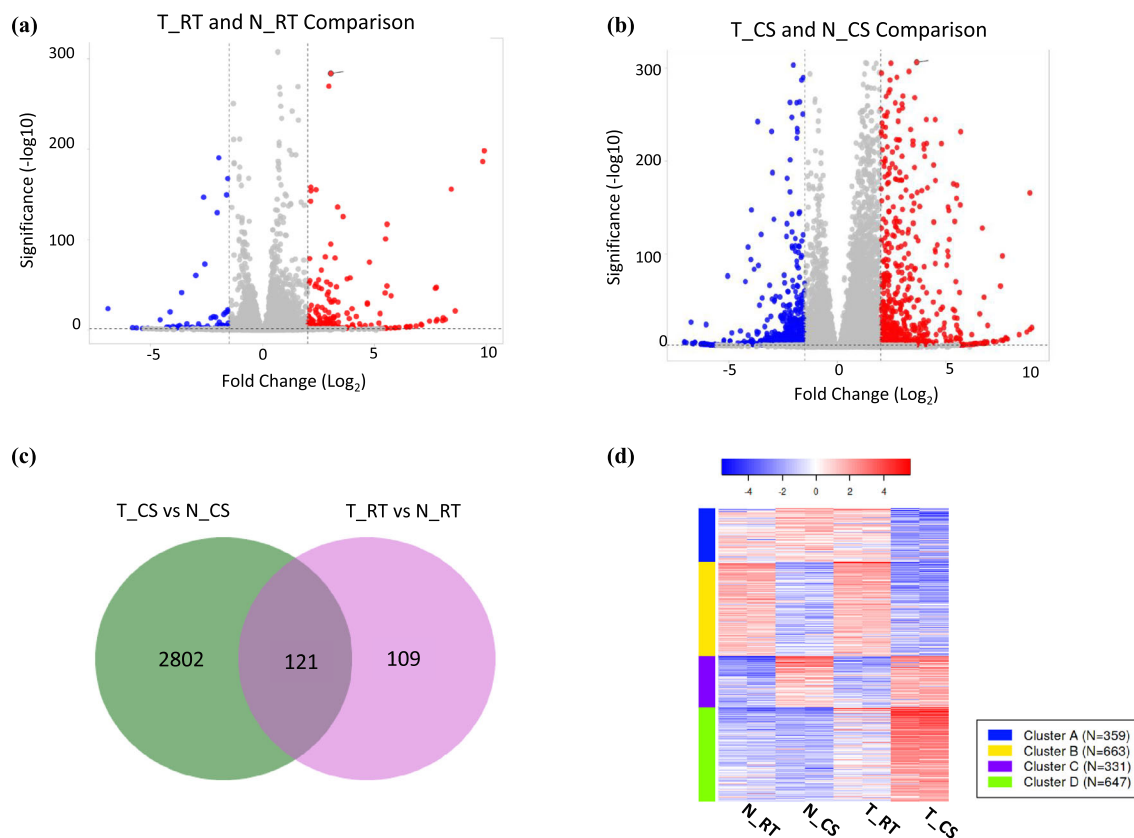 (a)
T_RT and N_RT Comparison
300
200
100
0
Significance (-log10)
-5
0
5
10
Fold Change (Log2)
(b)
T_CS and N_CS Comparison
300
200
100
0
Significance (-log10)
-5
0
5
10
Fold Change (Log2)
(c)
T_CS vs N_CS
T_RT vs N_RT
2802
121
109
(d)
-4
-2
0
2
4
N_RT
N_CS
T_RT
T_CS
Cluster A (N=359)
Cluster B (N=663)
Cluster C (N=331)
Cluster D (N=647)